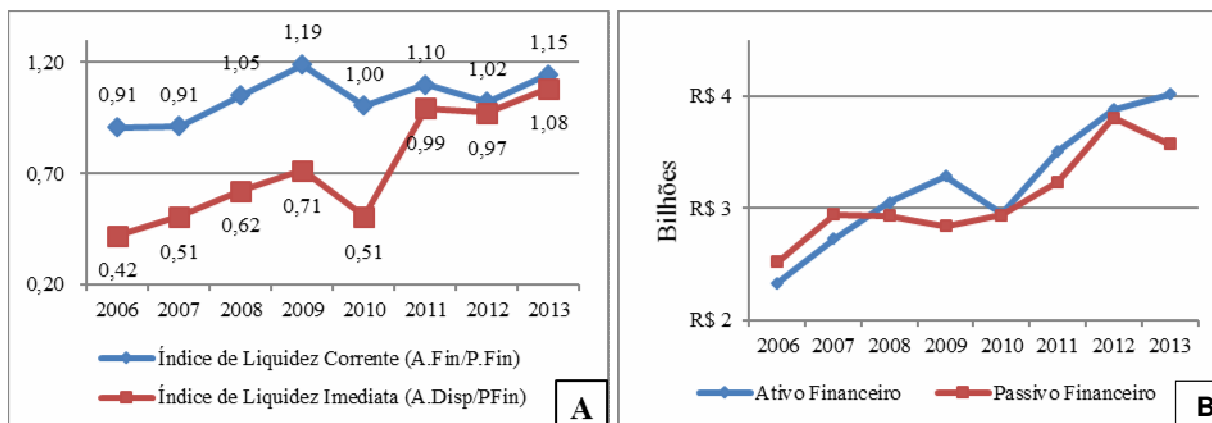 1,20
0,70
0,20
0,91
0,91
1,05
1,19
1,00
1,10
1,02
1,15
0,42
0,51
0,62
0,71
0,51
0,99
0,97
1,08
2006 2007 2008 2009 2010 2011 2012 2013
Índice de Liquidez Corrente (A.Fin/P.Fin)
Índice de Liquidez Imediata (A.Disp/PFin)
A
Bilhões
R$ 4
R$ 3
R$ 2
2006 2007 2008 2009 2010 2011 2012 2013
Ativo Financeiro Passivo Financeiro
B